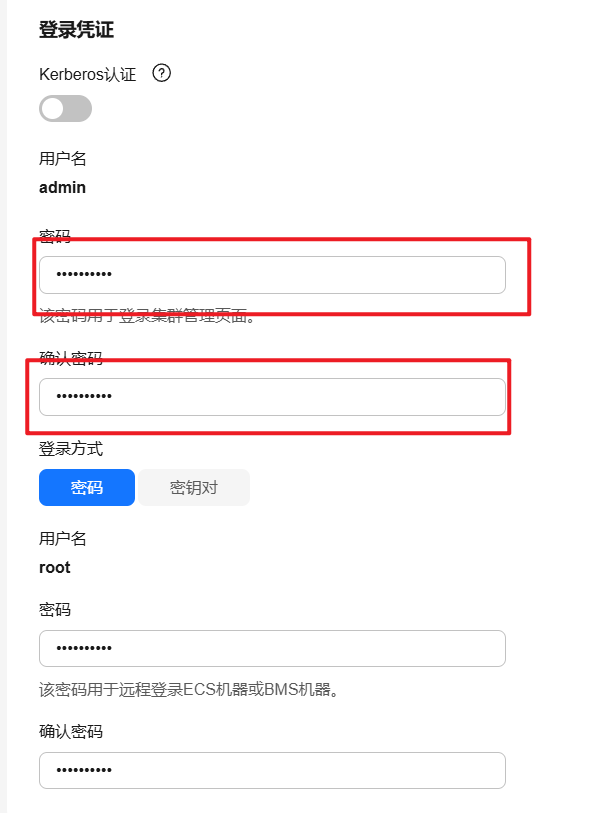 登录凭证
Kerberos认证 ?
用户名
admin
密码
••••••••••
该密码用于登录集群管理页面。
确认密码
••••••••••
登录方式
密码 密钥对
用户名
root
密码
••••••••••
该密码用于远程登录ECS机器或BMS机器。
确认密码
••••••••••